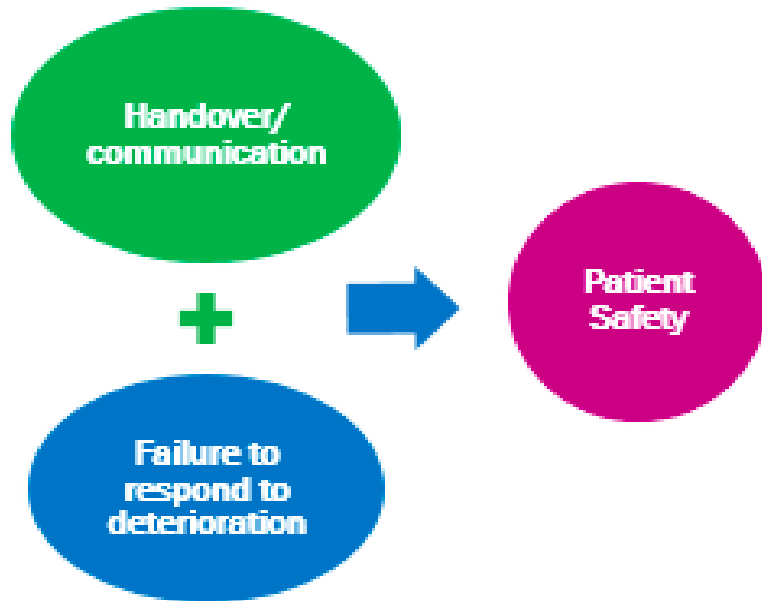 Handover/
communication
Failure to
respond to
deterioration
Patient
Safety